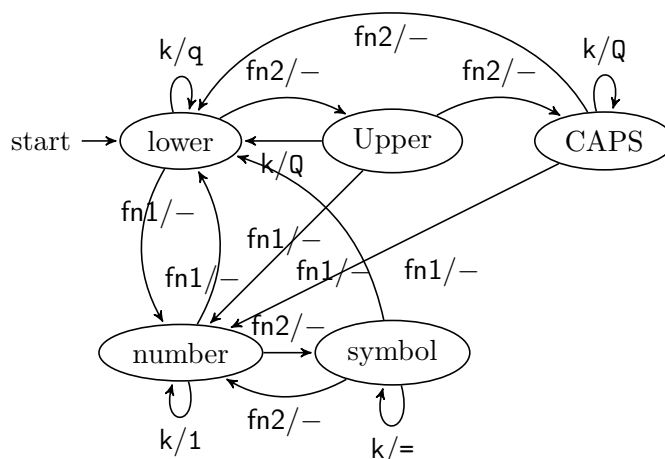 fn2/−
k/q
k/Q
fn2/−
fn2/−
start
lower
Upper
CAPS
k/Q
fn1/−
fn1/−
fn1/−
fn1/−
fn1/−
number
fn2/−
symbol
fn2/−
k/1
k/=